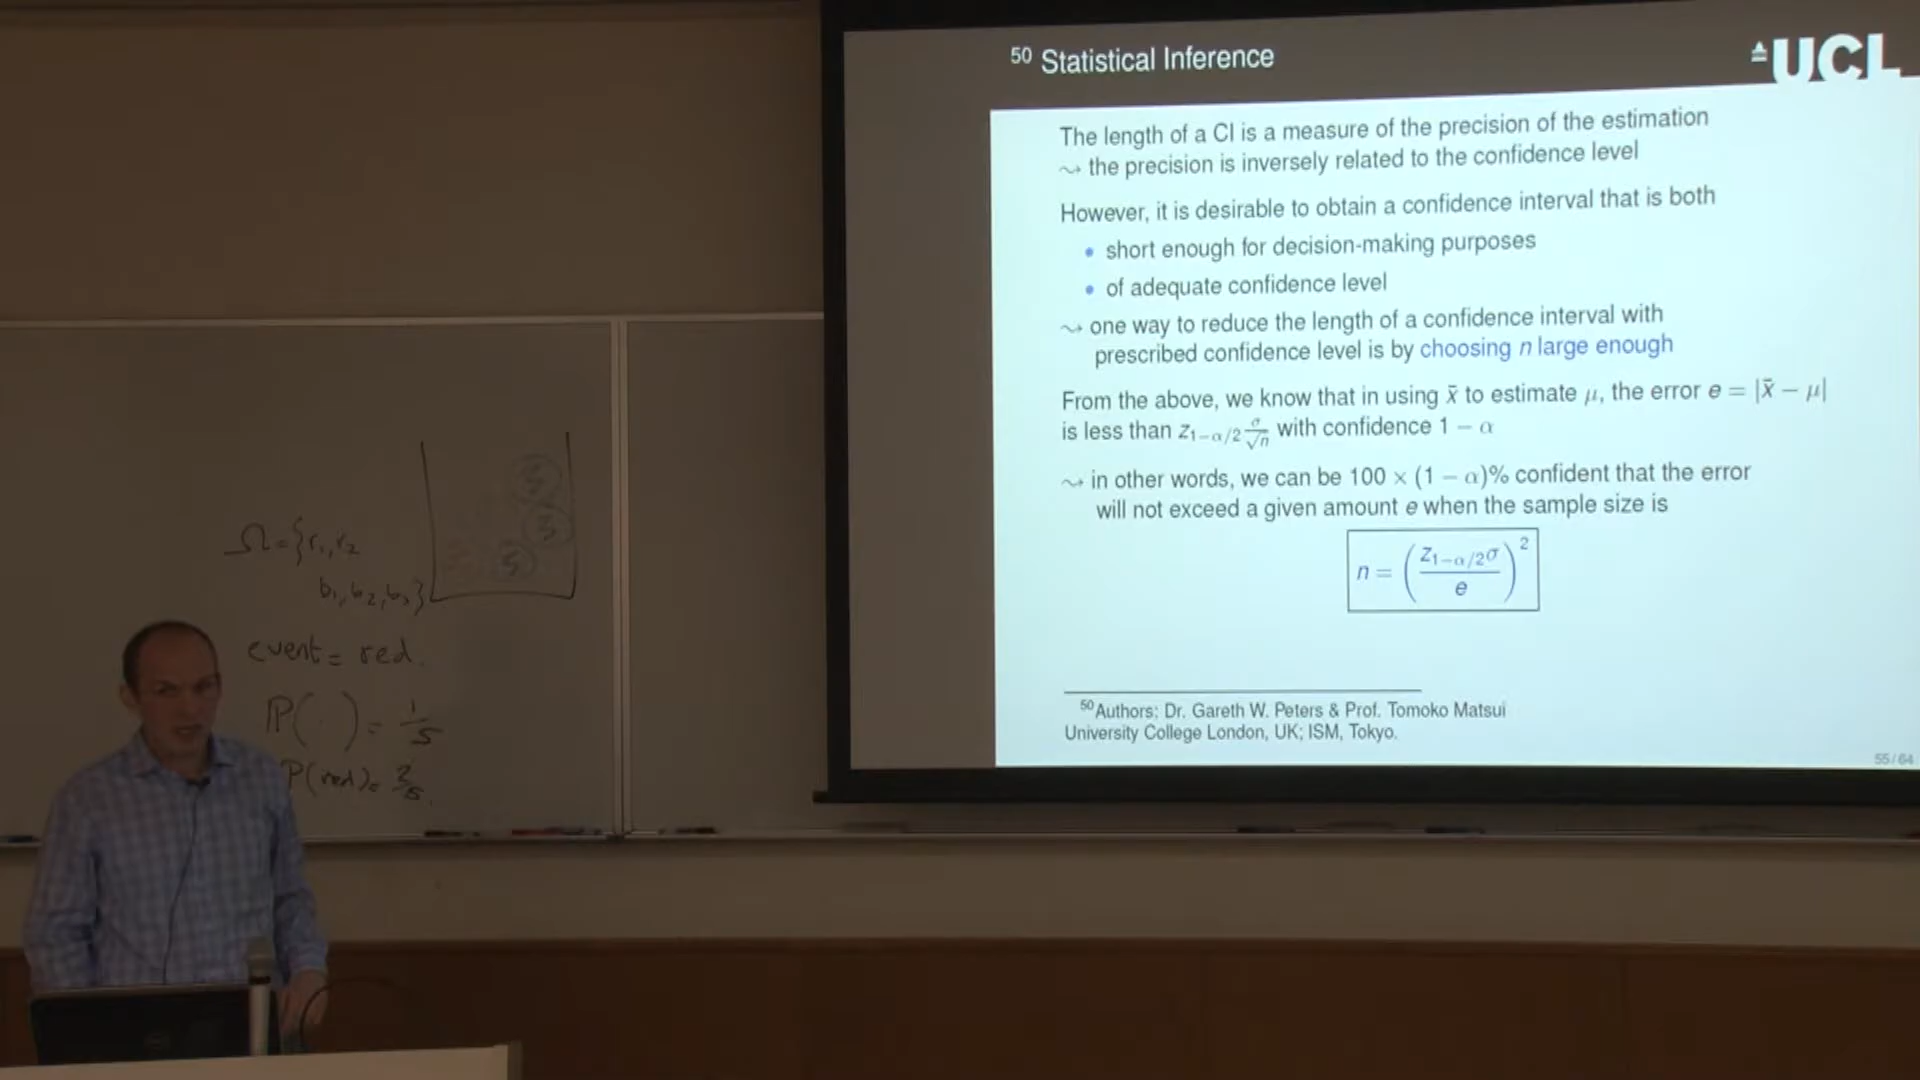 50 Statistical Inference
UCL
The length of a CI is a measure of the precision of the estimation
⤳ the precision is inversely related to the confidence level
However, it is desirable to obtain a confidence interval that is both
• short enough for decision-making purposes
• of adequate confidence level
⤳ one way to reduce the length of a confidence interval with
prescribed confidence level is by choosing n large enough
From the above, we know that in using x̄ to estimate μ, the error e = |x̄ − μ|
is less than z₁₋α/₂ σ/√n with confidence 1 − α
⤳ in other words, we can be 100 × (1 − α)% confident that the error
will not exceed a given amount e when the sample size is
n = (z₁₋α/₂σ / e)²
50 Authors: Dr. Gareth W. Peters & Prof. Tomoko Matsui
University College London, UK; ISM, Tokyo.
55 / 64
Ω = {r₁, r₂
b₁, b₂, b₃}
event = red.
P( · ) = 1/5
P(red) = 2/5.